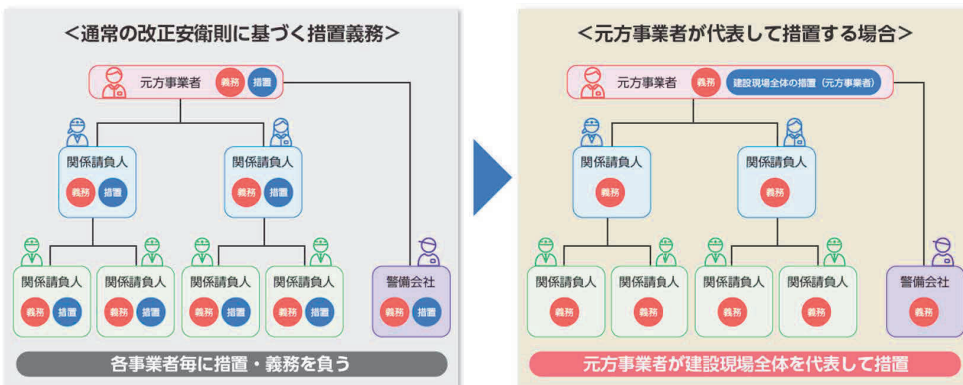 <通常の改正安衛則に基づく措置義務>
元方事業者 義務 措置
関係請負人
義務 措置
関係請負人
義務 措置
関係請負人
義務 措置
関係請負人
義務 措置
関係請負人
義務 措置
関係請負人
義務 措置
警備会社
義務 措置
各事業者毎に措置・義務を負う
<元方事業者が代表して措置する場合>
元方事業者 義務 建設現場全体の措置（元方事業者）
関係請負人
義務
関係請負人
義務
関係請負人
義務
関係請負人
義務
関係請負人
義務
関係請負人
義務
警備会社
義務
元方事業者が建設現場全体を代表して措置